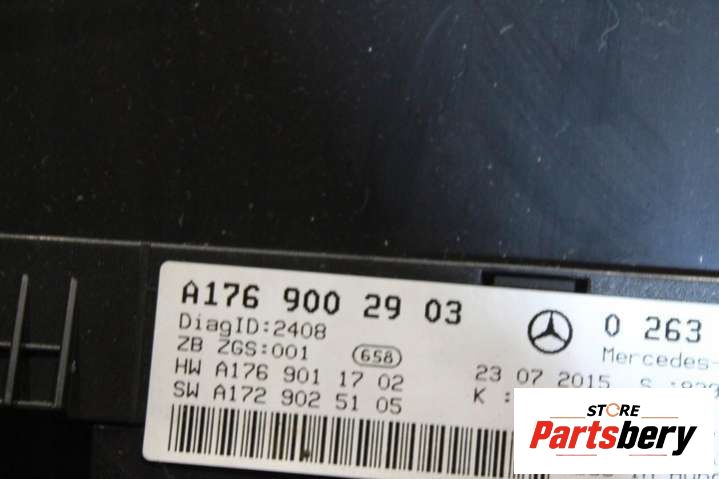 A176 900 29 03
DiagID:2408
ZB ZGS:001
658
HW A176 901 17 02
SW A172 902 51 05
0 263
Mercedes-
23 07 2015 S
K :
STORE
Partsbery